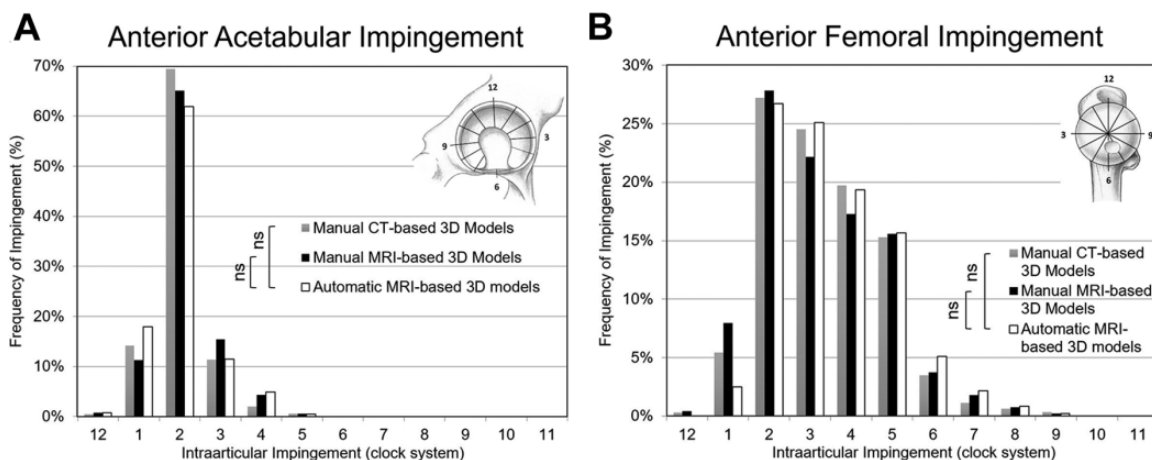 A
Anterior Acetabular Impingement
70%
60%
50%
40%
30%
20%
10%
0%
Frequency of Impingement (%)
12
3
6
9
ns
ns
Manual CT-based 3D Models
Manual MRI-based 3D Models
Automatic MRI-based 3D models
12 1 2 3 4 5 6 7 8 9 10 11
Intraarticular Impingement (clock system)
B
Anterior Femoral Impingement
30%
25%
20%
15%
10%
5%
0%
Frequency of Impingement (%)
12
3
9
6
ns
ns
Manual CT-based
3D Models
Manual MRI-based
3D Models
Automatic MRI-
based 3D models
12 1 2 3 4 5 6 7 8 9 10 11
Intraarticular Impingement (clock system)